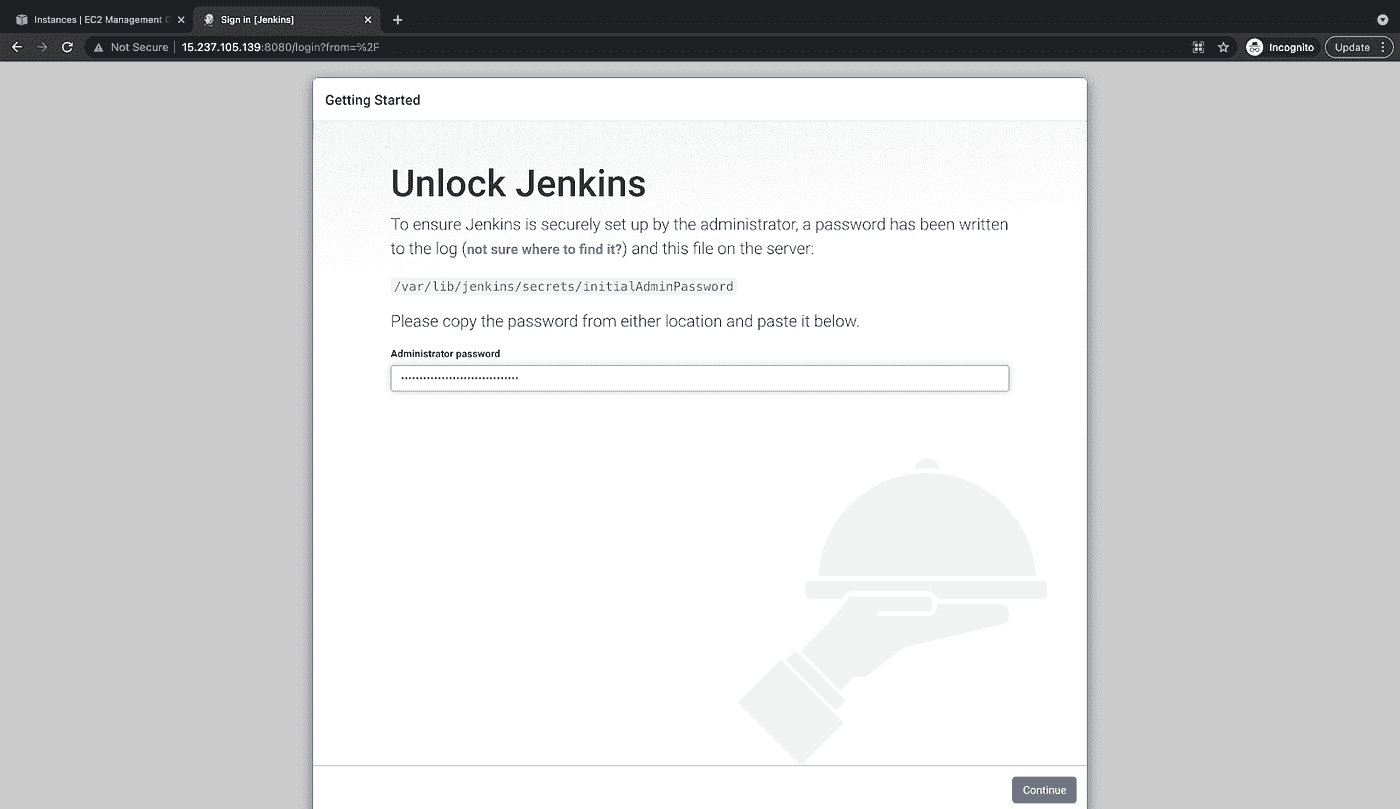 Instances | EC2 Management C
Sign in [Jenkins]
Not Secure
15.237.105.139:8080/login?from=%2F
Incognito
Update
Getting Started
Unlock Jenkins
To ensure Jenkins is securely set up by the administrator, a password has been written
to the log (not sure where to find it?) and this file on the server:
/var/lib/jenkins/secrets/initialAdminPassword
Please copy the password from either location and paste it below.
Administrator password
••••••••••••••••••••••••••••••••
Continue